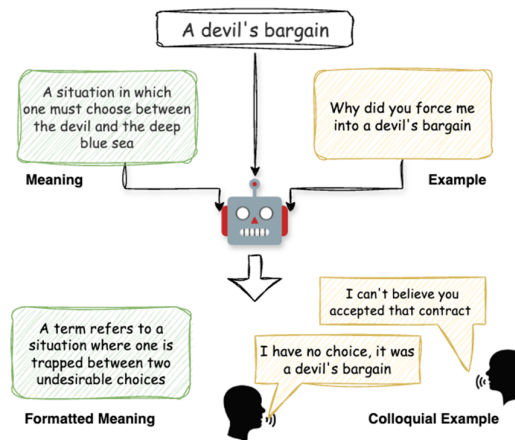 A devil's bargain
A situation in which
one must choose between
the devil and the deep
blue sea
Meaning
Why did you force me
into a devil's bargain
Example
A term refers to a
situation where one is
trapped between two
undesirable choices
Formatted Meaning
I can't believe you
accepted that contract
I have no choice, it was
a devil's bargain
Colloquial Example